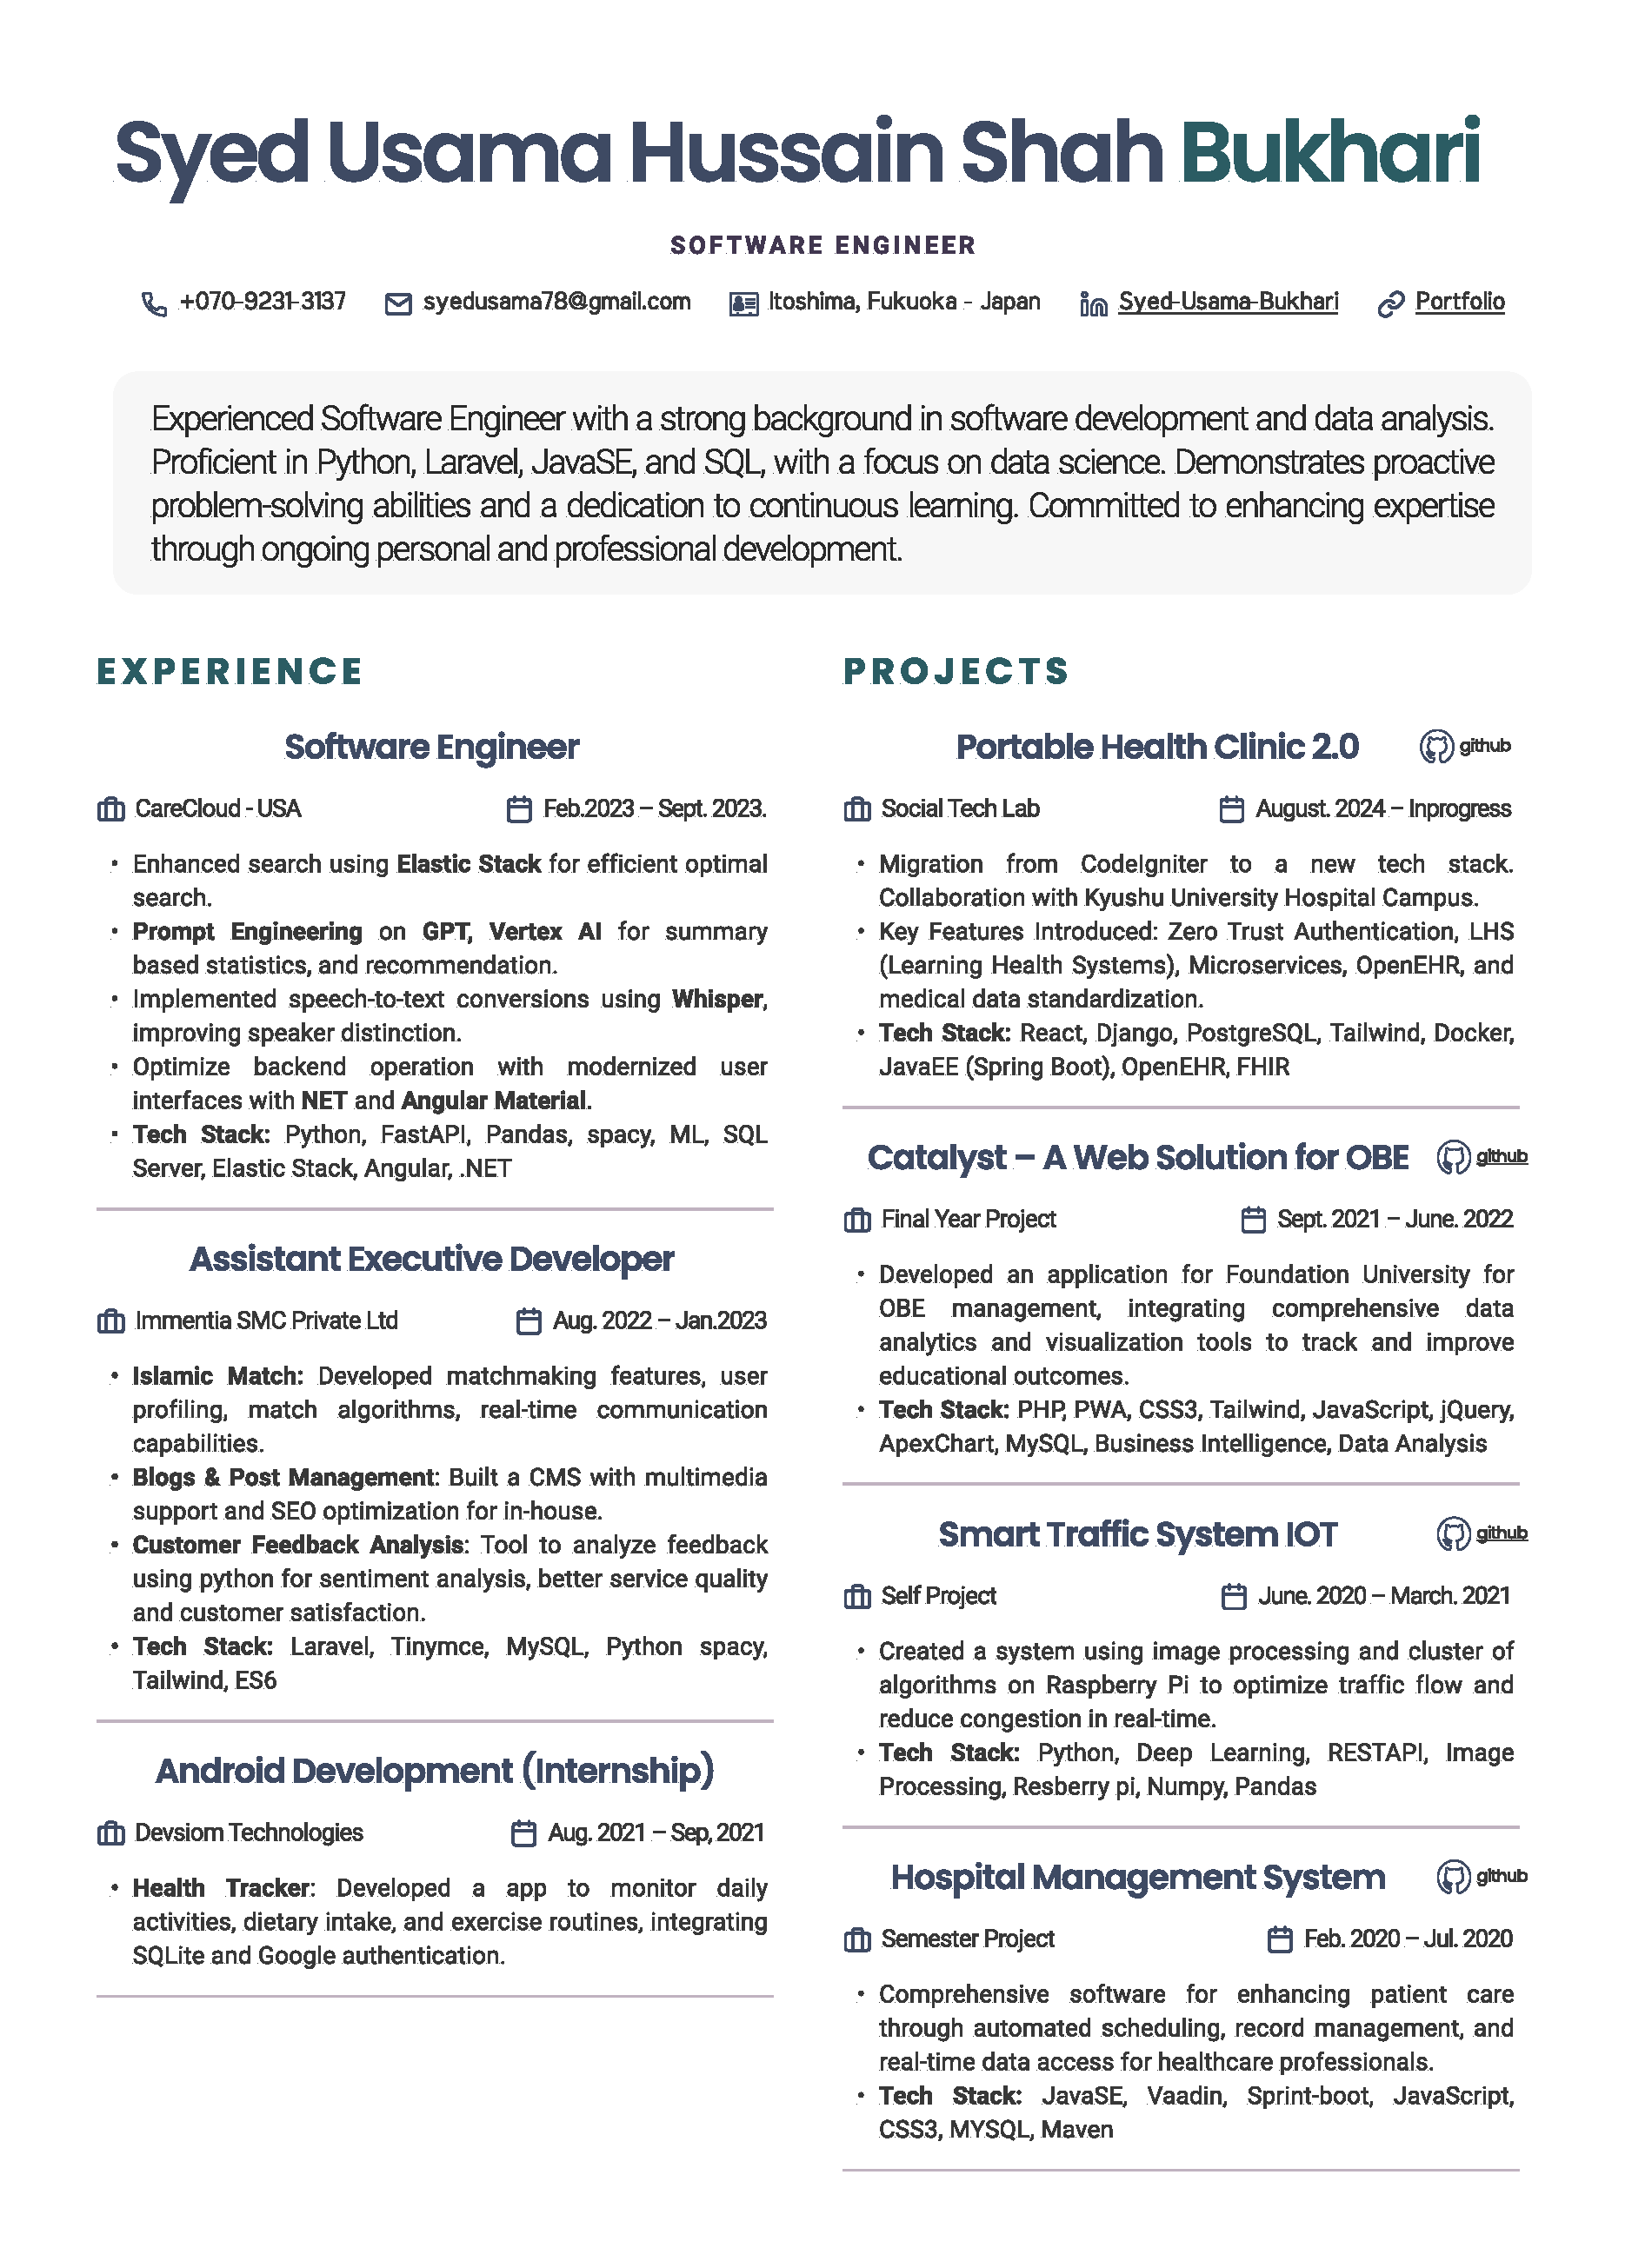 Syed Usama Hussain Shah Bukhari
SOFTWARE ENGINEER
+070-9231-3137 syedusama78@gmail.com Itoshima, Fukuoka - Japan Syed-Usama-Bukhari Portfolio
Experienced Software Engineer with a strong background in software development and data analysis.
Proficient in Python, Laravel, JavaSE, and SQL, with a focus on data science. Demonstrates proactive
problem-solving abilities and a dedication to continuous learning. Committed to enhancing expertise
through ongoing personal and professional development.
EXPERIENCE
Software Engineer
CareCloud - USA Feb.2023 – Sept. 2023.
• Enhanced search using Elastic Stack for efficient optimal
search.
• Prompt Engineering on GPT, Vertex AI for summary
based statistics, and recommendation.
• Implemented speech-to-text conversions using Whisper,
improving speaker distinction.
• Optimize backend operation with modernized user
interfaces with NET and Angular Material.
• Tech Stack: Python, FastAPI, Pandas, spacy, ML, SQL
Server, Elastic Stack, Angular, .NET
Assistant Executive Developer
Immentia SMC Private Ltd Aug. 2022 – Jan.2023
• Islamic Match: Developed matchmaking features, user
profiling, match algorithms, real-time communication
capabilities.
• Blogs & Post Management: Built a CMS with multimedia
support and SEO optimization for in-house.
• Customer Feedback Analysis: Tool to analyze feedback
using python for sentiment analysis, better service quality
and customer satisfaction.
• Tech Stack: Laravel, Tinymce, MySQL, Python spacy,
Tailwind, ES6
Android Development (Internship)
Devsiom Technologies Aug. 2021 – Sep, 2021
• Health Tracker: Developed a app to monitor daily
activities, dietary intake, and exercise routines, integrating
SQLite and Google authentication.
PROJECTS
Portable Health Clinic 2.0 github
Social Tech Lab August. 2024 – Inprogress
• Migration from CodeIgniter to a new tech stack.
Collaboration with Kyushu University Hospital Campus.
• Key Features Introduced: Zero Trust Authentication, LHS
(Learning Health Systems), Microservices, OpenEHR, and
medical data standardization.
• Tech Stack: React, Django, PostgreSQL, Tailwind, Docker,
JavaEE (Spring Boot), OpenEHR, FHIR
Catalyst – A Web Solution for OBE github
Final Year Project Sept. 2021 – June. 2022
• Developed an application for Foundation University for
OBE management, integrating comprehensive data
analytics and visualization tools to track and improve
educational outcomes.
• Tech Stack: PHP, PWA, CSS3, Tailwind, JavaScript, jQuery,
ApexChart, MySQL, Business Intelligence, Data Analysis
Smart Traffic System IOT github
Self Project June. 2020 – March. 2021
• Created a system using image processing and cluster of
algorithms on Raspberry Pi to optimize traffic flow and
reduce congestion in real-time.
• Tech Stack: Python, Deep Learning, RESTAPI, Image
Processing, Resberry pi, Numpy, Pandas
Hospital Management System github
Semester Project Feb. 2020 – Jul. 2020
• Comprehensive software for enhancing patient care
through automated scheduling, record management, and
real-time data access for healthcare professionals.
• Tech Stack: JavaSE, Vaadin, Sprint-boot, JavaScript,
CSS3, MYSQL, Maven